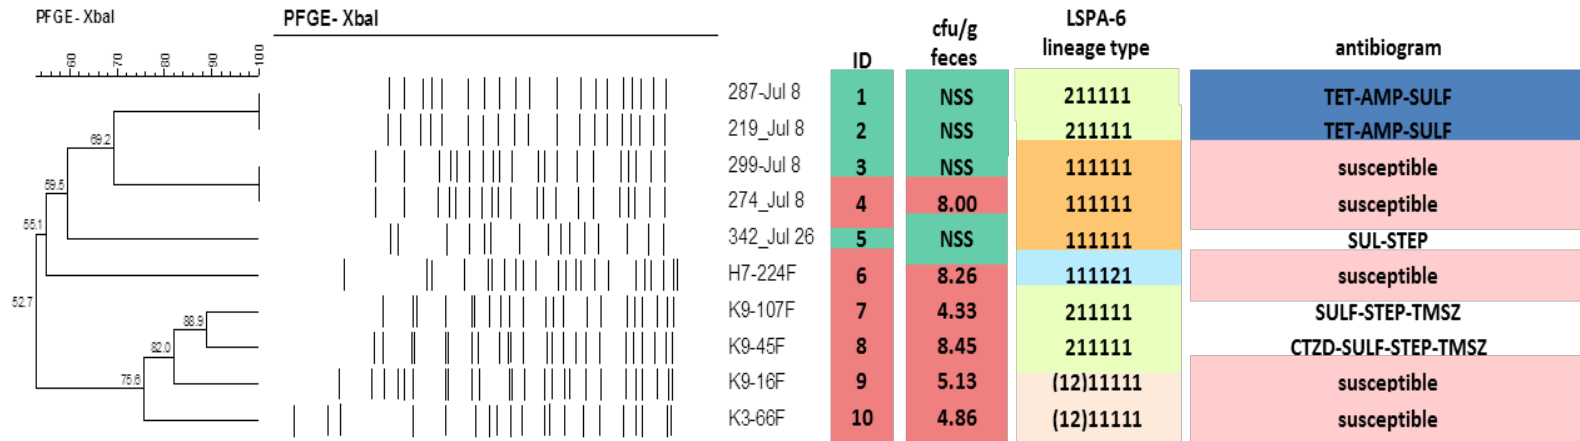 PFGE- XbaI
PFGE- XbaI
60 70 80 90 100
ID
cfu/g
feces
LSPA-6
lineage type
antibiogram
287-Jul 8 1 NSS 211111 TET-AMP-SULF
219_Jul 8 2 NSS 211111 TET-AMP-SULF
299-Jul 8 3 NSS 111111 susceptible
274_Jul 8 4 8.00 111111 susceptible
342_Jul 26 5 NSS 111111 SUL-STEP
H7-224F 6 8.26 111121 susceptible
K9-107F 7 4.33 211111 SULF-STEP-TMSZ
K9-45F 8 8.45 211111 CTZD-SULF-STEP-TMSZ
K9-16F 9 5.13 (12)11111 susceptible
K3-66F 10 4.86 (12)11111 susceptible
69.2
59.5
55.1
52.7
88.9
82.0
75.6